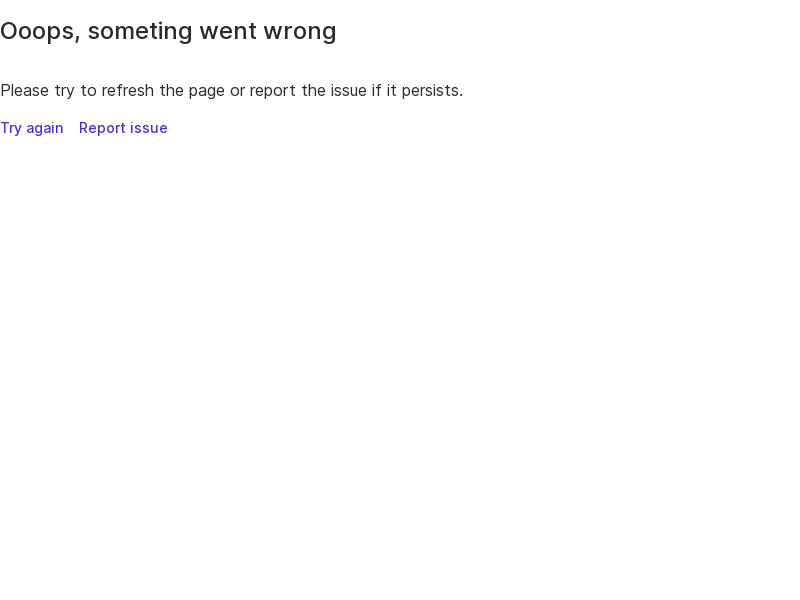 Ooops, someting went wrong
Please try to refresh the page or report the issue if it persists.
Try again Report issue